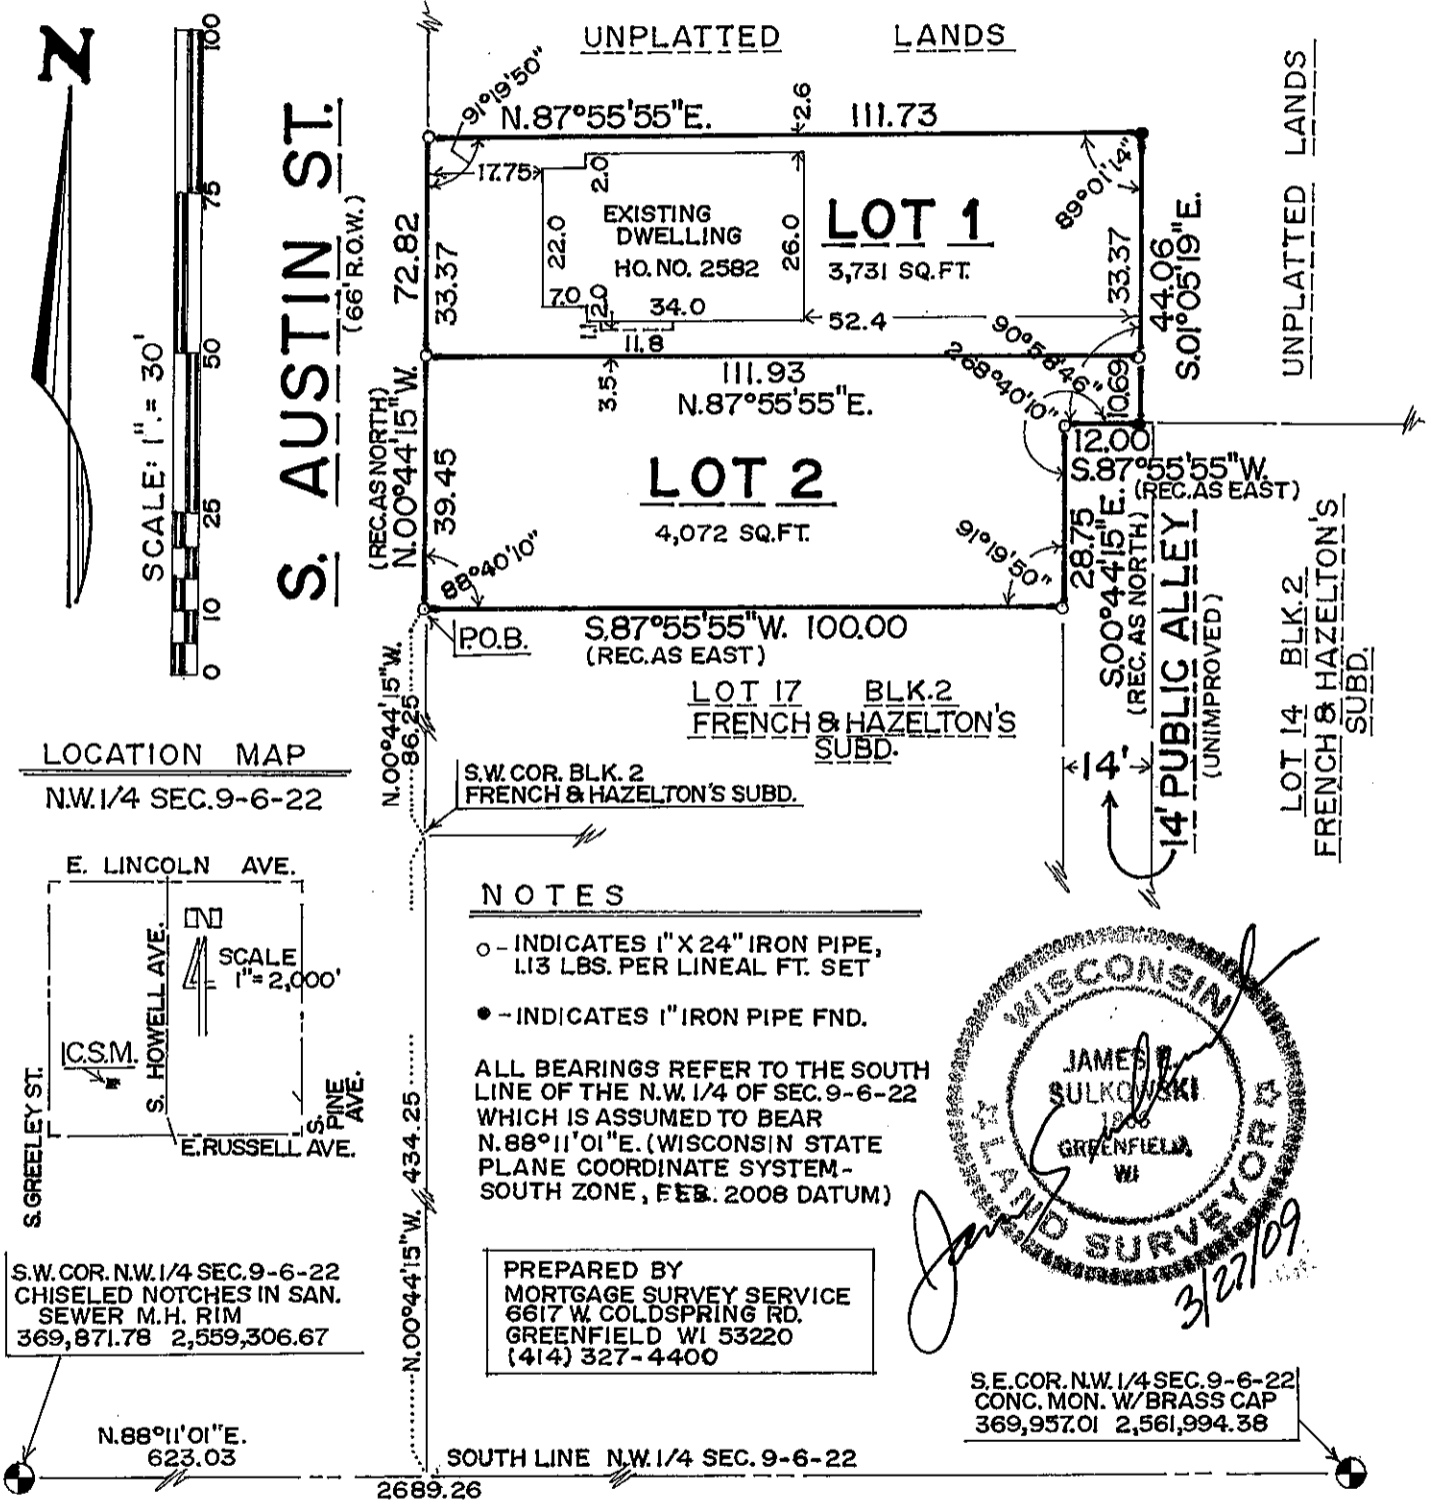 N
UNPLATTED LANDS
UNPLATTED LANDS
SCALE: 1". = 30'
100
75
50
25
10
0
S. AUSTIN ST.
(66' R.O.W.)
91°19'50"
N.87°55'55"E.
2.6
111.73
17.75
2.0
EXISTING
DWELLING
HO. NO. 2582
22.0
26.0
7.0
2.0
34.0
1.1
11.8
LOT 1
3,731 SQ.FT.
52.4
89°01'14"
33.37
44.06
S.01°05'19"E.
72.82
33.37
(REC. AS NORTH)
N.00°44'15"W.
39.45
3.5
111.93
N.87°55'55"E.
90°58'46"
268°40'10"
10.69
12.00
S.87°55'55"W.
(REC. AS EAST)
LOT 2
4,072 SQ.FT.
88°40'10"
91°19'50"
28.75
S.00°44'15"E.
(REC. AS NORTH)
14' PUBLIC ALLEY
(UNIMPROVED)
LOT 14 BLK.2
FRENCH & HAZELTON'S
SUBD.
P.O.B.
S.87°55'55"W. 100.00
(REC. AS EAST)
N.00°44'15"W.
86.25
LOT 17 BLK.2
FRENCH & HAZELTON'S
SUBD.
14'
S.W. COR. BLK. 2
FRENCH & HAZELTON'S SUBD.
LOCATION MAP
N.W.1/4 SEC.9-6-22
E. LINCOLN AVE.
S. HOWELL AVE.
N
SCALE
1"=2,000'
C.S.M.
S.GREELEY ST.
S. PINE AVE.
E.RUSSELL AVE.
NOTES
- INDICATES 1" X 24" IRON PIPE,
1.13 LBS. PER LINEAL FT. SET
- INDICATES 1" IRON PIPE FND.
ALL BEARINGS REFER TO THE SOUTH
LINE OF THE N.W. 1/4 OF SEC.9-6-22
WHICH IS ASSUMED TO BEAR
N.88°11'01"E. (WISCONSIN STATE
PLANE COORDINATE SYSTEM-
SOUTH ZONE, FEB. 2008 DATUM)
N.00°44'15"W. 434.25
WISCONSIN
JAMES
SULKOWSKI
GREENFIELD,
WI
LAND SURVEYOR
3/27/09
S.W. COR. N.W. 1/4 SEC.9-6-22
CHISELED NOTCHES IN SAN.
SEWER M.H. RIM
369,871.78 2,559,306.67
PREPARED BY
MORTGAGE SURVEY SERVICE
6617 W. COLDSPRING RD.
GREENFIELD WI 53220
(414) 327-4400
S.E. COR. N.W. 1/4 SEC. 9-6-22
CONC. MON. W/BRASS CAP
369,957.01 2,561,994.38
N.88°11'01"E.
623.03
SOUTH LINE N.W. 1/4 SEC. 9-6-22
2689.26